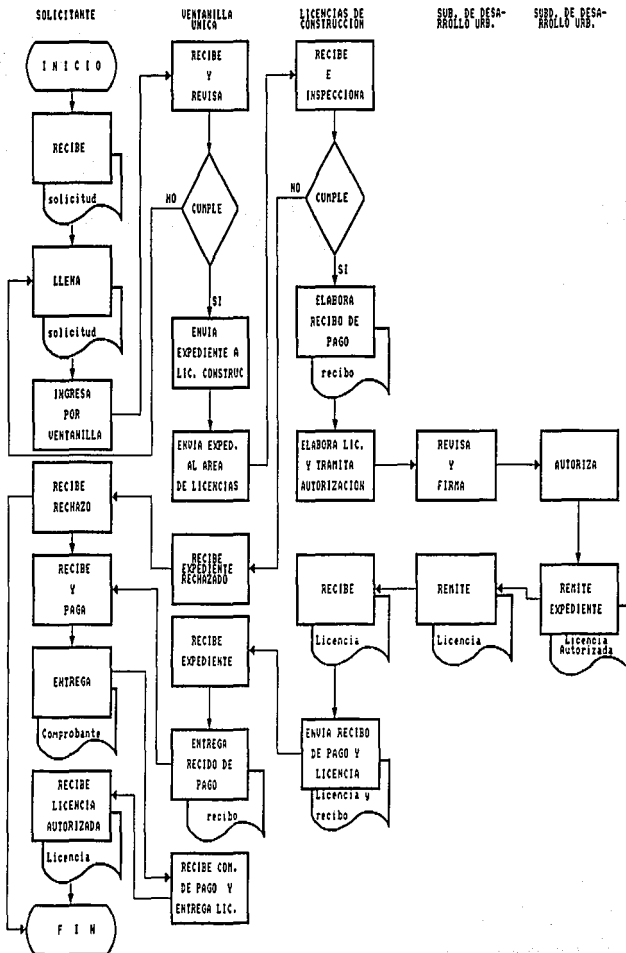 SOLICITANTE
VENTANILLA
UNICA
LICENCIAS DE
CONSTRUCCION
SUB. DE DESA-
RROLLO URB.
SUBD. DE DESA-
RROLLO URB.
I N I C I O
RECIBE
solicitud
LLENA
solicitud
INGRESA
POR
VENTANILLA
RECIBE
Y
REVISA
NO
CUMPLE
SI
ENVIA
EXPEDIENTE A
LIC. CONSTRUC
ENVIA EXPED.
AL AREA
DE LICENCIAS
RECIBE
E
INSPECCIONA
NO
CUMPLE
SI
ELABORA
RECIBO DE
PAGO
recibo
ELABORA LIC.
Y TRAMITA
AUTORIZACION
REVISA
Y
FIRMA
AUTORIZA
RECIBE
RECHAZO
RECIBE
EXPEDIENTE
RECHAZADO
RECIBE
Y
PAGA
RECIBE
Licencia
REMITE
Licencia
REMITE
EXPEDIENTE
Licencia
Autorizada
RECIBE
EXPEDIENTE
ENTREGA
Comprobante
ENTREGA
RECIDO DE
PAGO
recibo
ENVIA RECIBO
DE PAGO Y
LICENCIA
Licencia y
recibo
RECIBE
LICENCIA
AUTORIZADA
Licencia
RECIBE COM.
DE PAGO Y
ENTREGA LIC.
F I N